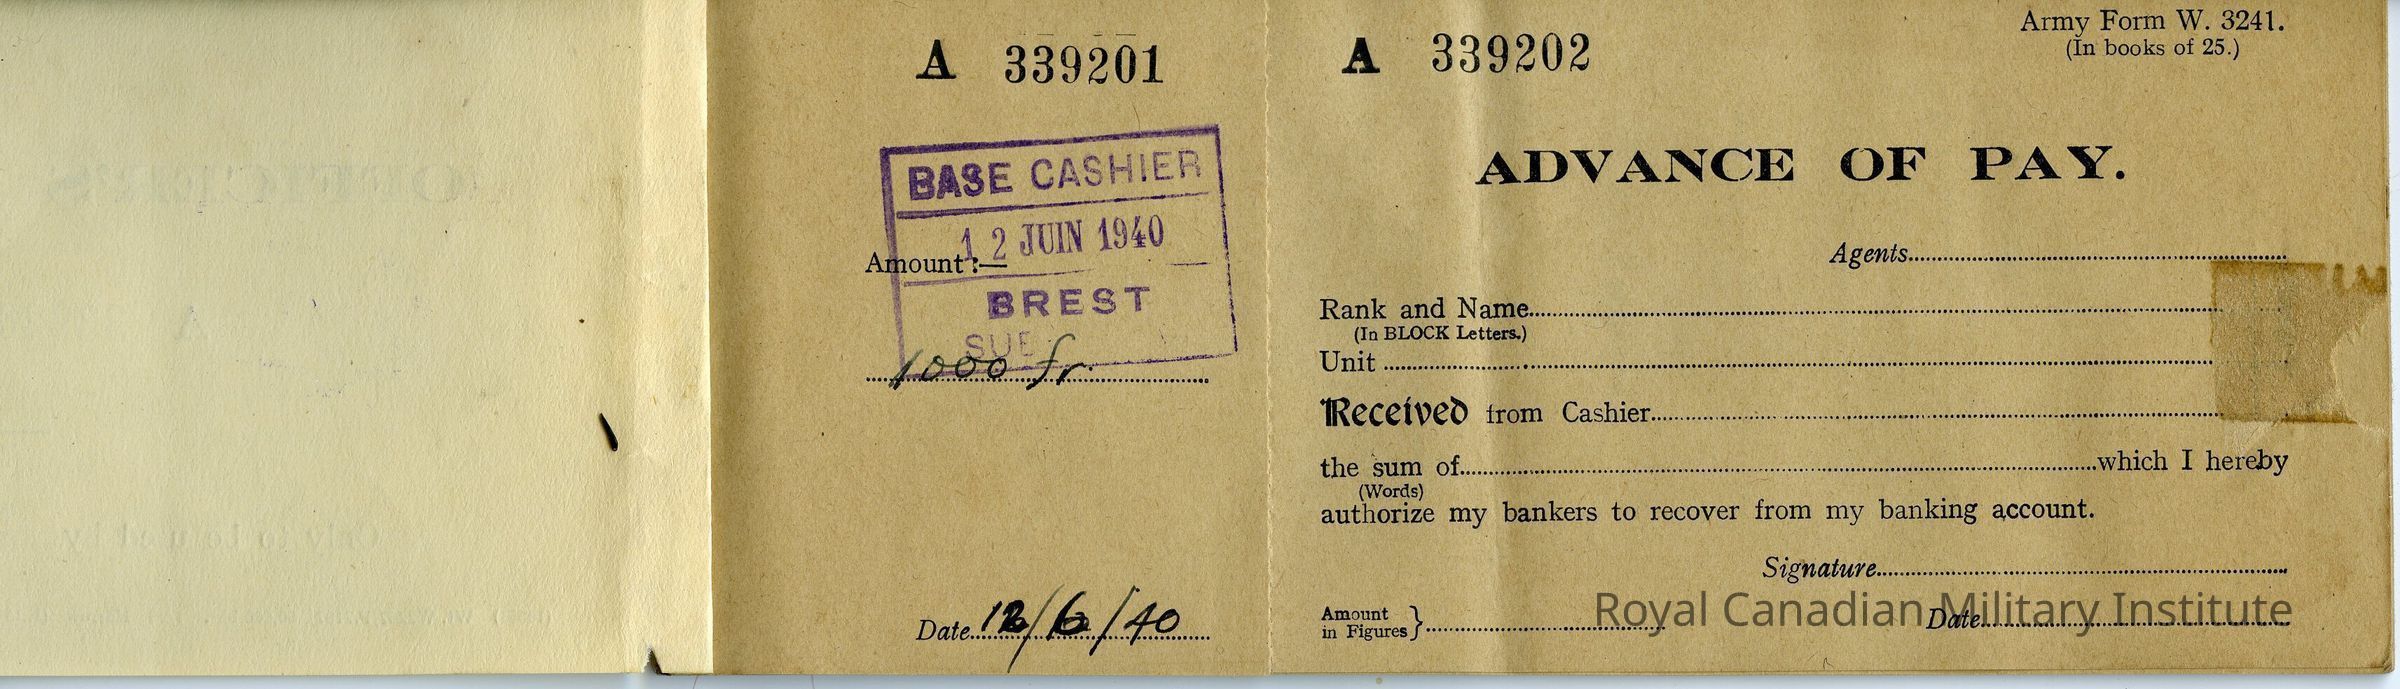 A 339201
BASE CASHIER
12 JUIN 1940
Amount :—
BREST
1000 fr.
Date 12/6/40
A 339202
Army Form W. 3241.
(In books of 25.)
ADVANCE OF PAY.
Agents
Rank and Name
(In BLOCK Letters.)
Unit
Received from Cashier
the sum of which I hereby
(Words)
authorize my bankers to recover from my banking account.
Signature
Amount
in Figures }
Date
Royal Canadian Military Institute